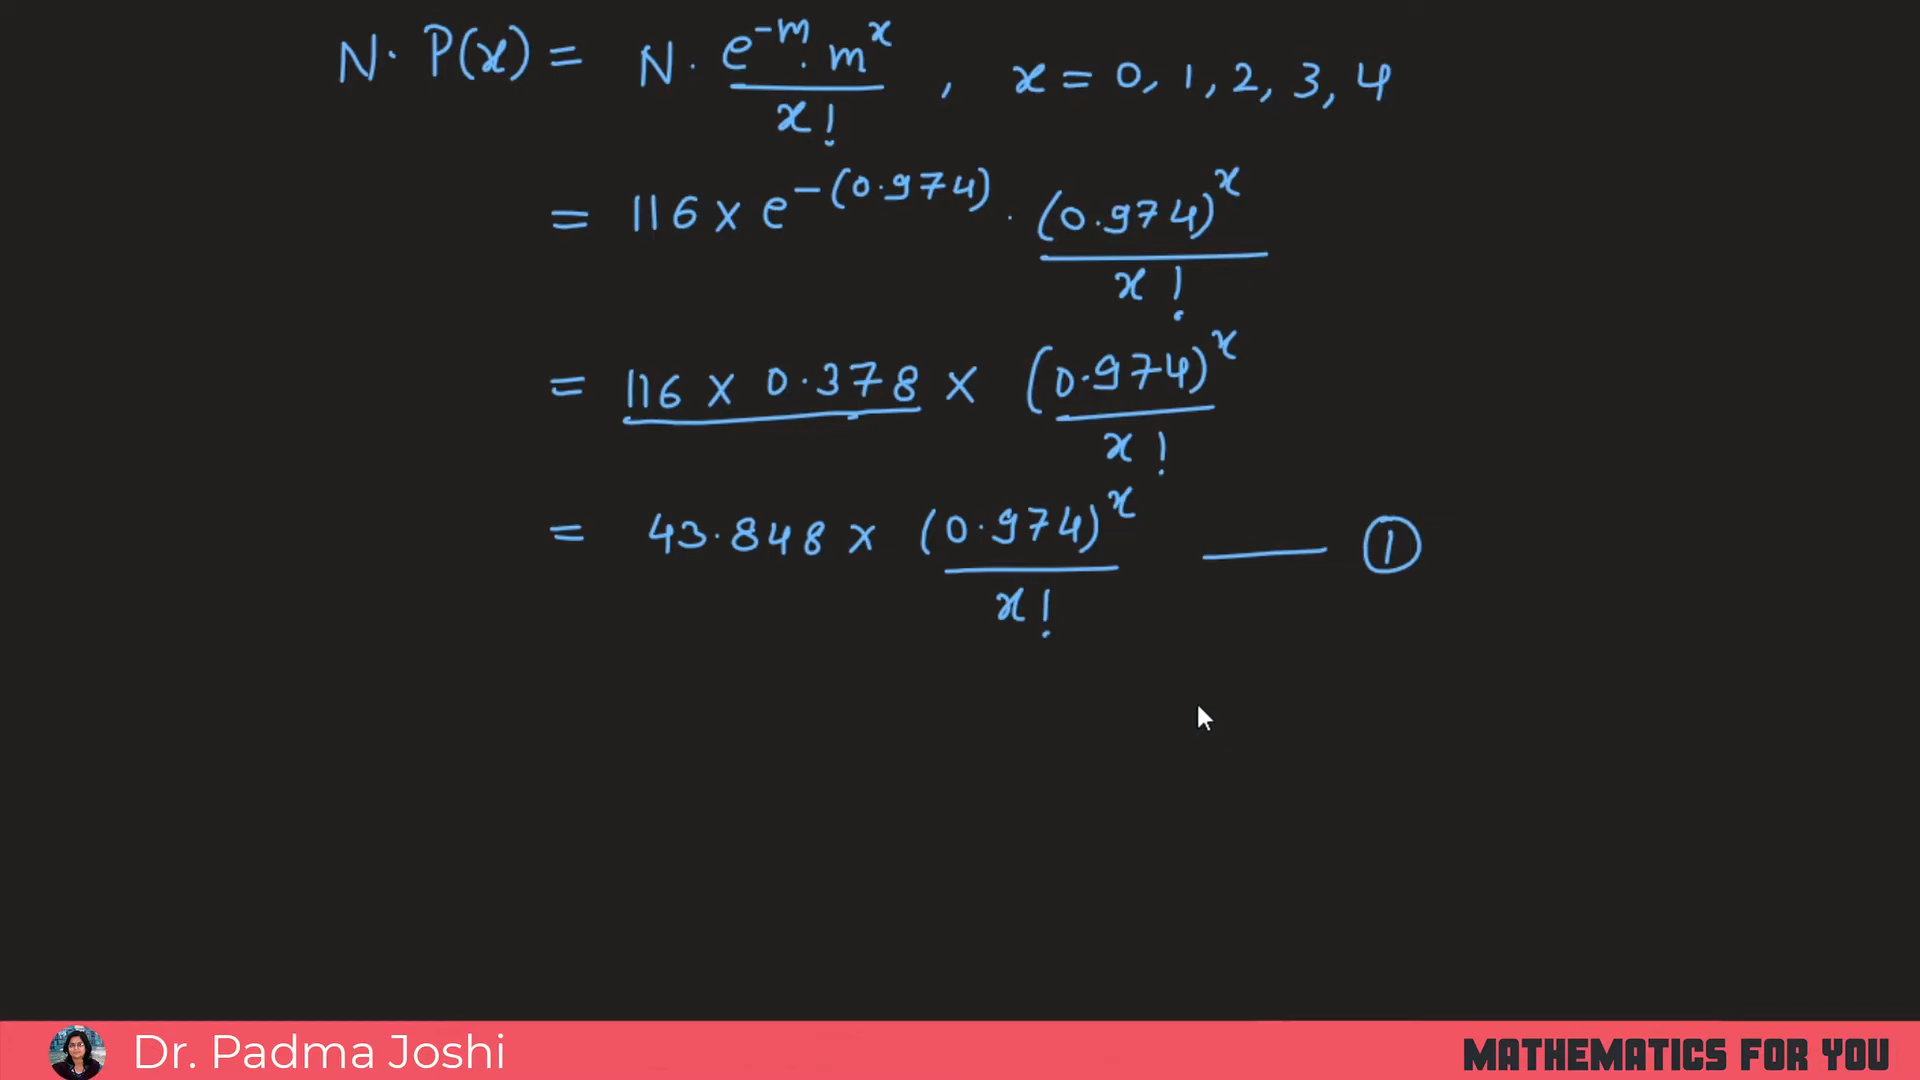 N· P(x) = N · e^{-m} · m^x / x! , x = 0, 1, 2, 3, 4
= 116 × e^{-(0.974)} · (0.974)^x / x!
= 116 × 0.378 × (0.974)^x / x!
= 43.848 × (0.974)^x / x! —— ①
Dr. Padma Joshi
MATHEMATICS FOR YOU